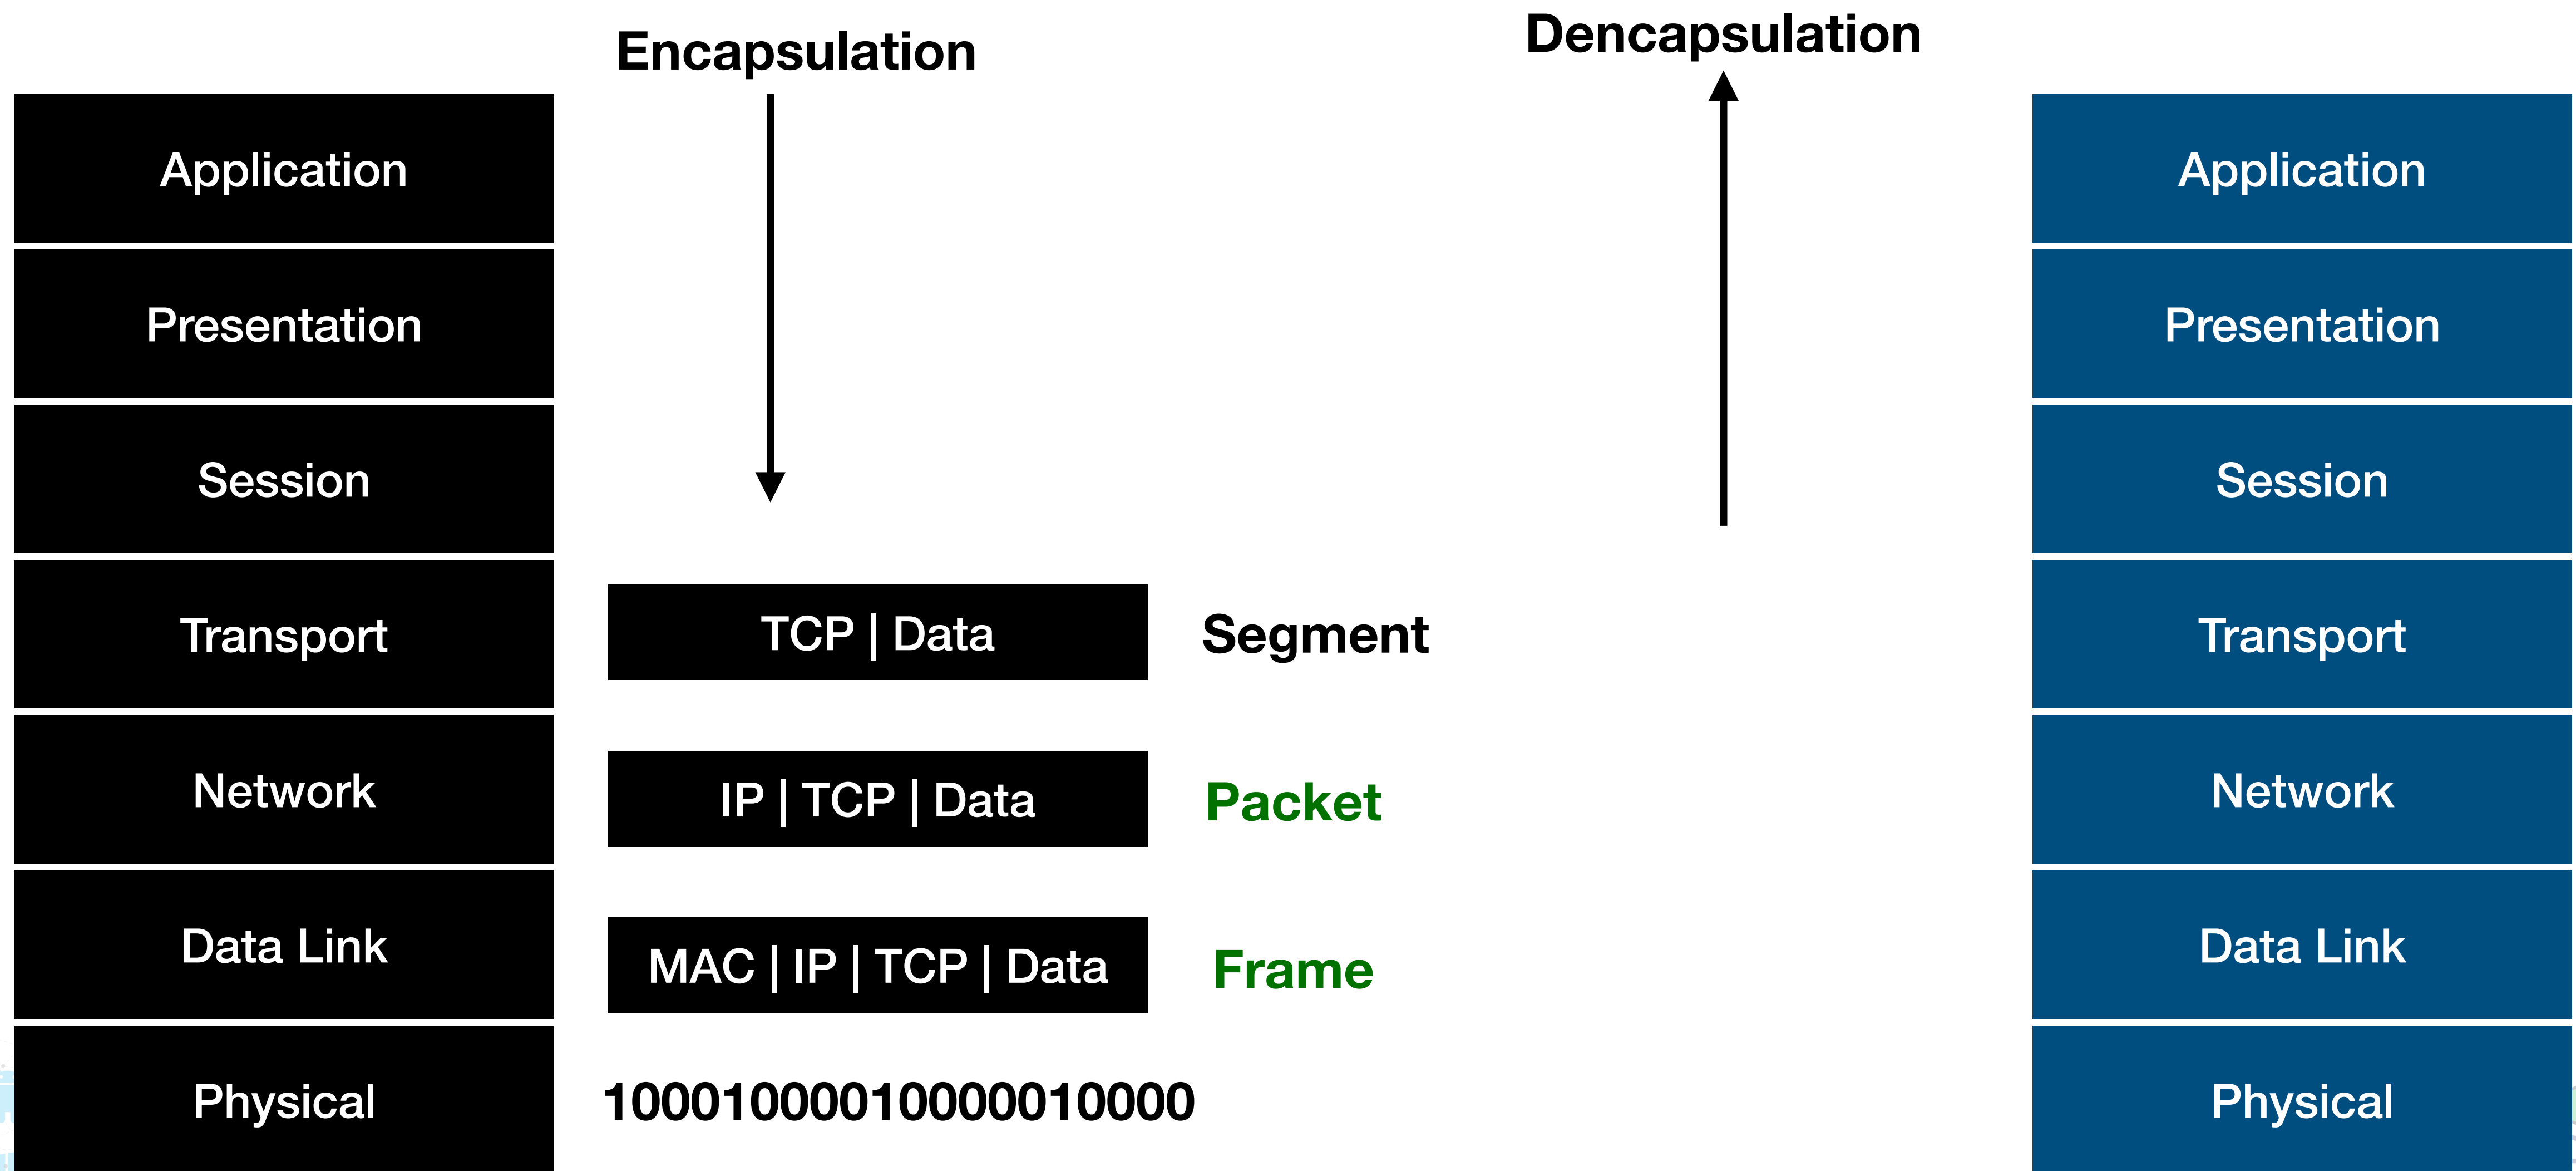 Encapsulation
Dencapsulation
Application
Application
Presentation
Presentation
Session
Session
Transport
TCP | Data
Segment
Transport
Network
IP | TCP | Data
Packet
Network
Data Link
MAC | IP | TCP | Data
Frame
Data Link
Physical
10001000010000010000
Physical